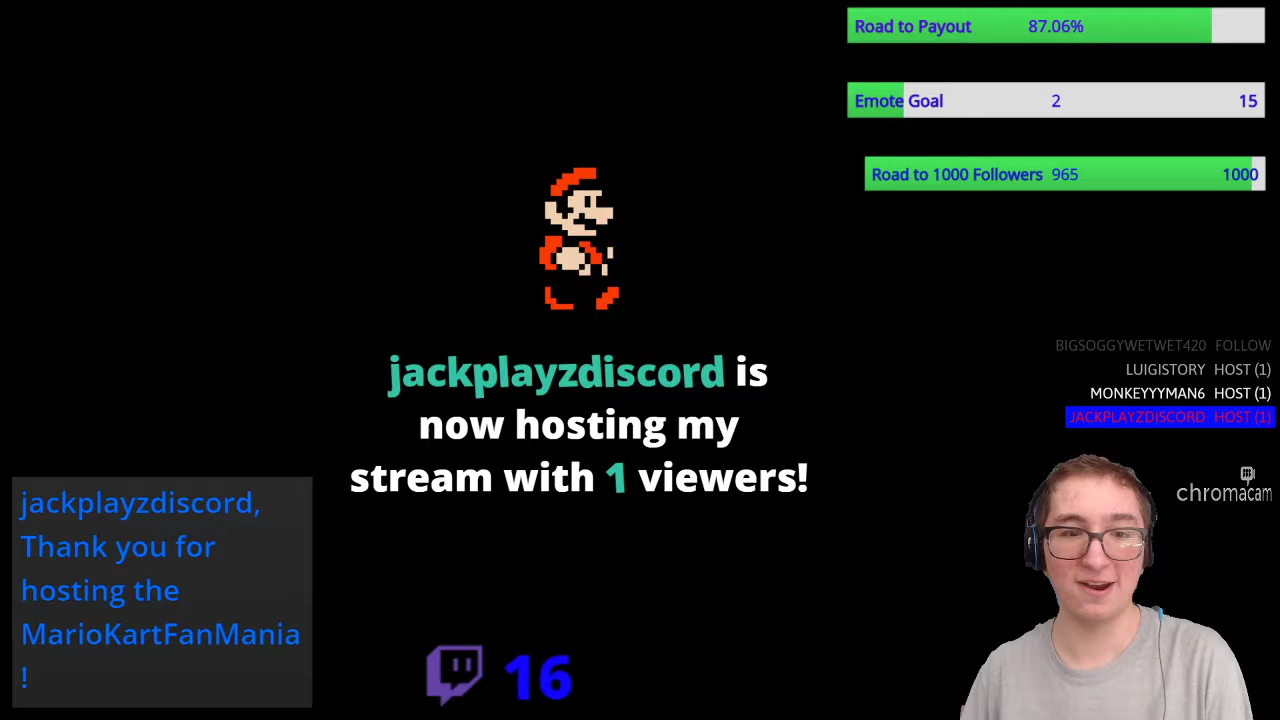 Road to Payout 87.06%
Emote Goal 2 15
Road to 1000 Followers 965 1000
BIGSOGGYWETWET420 FOLLOW
LUIGISTORY HOST (1)
MONKEYYYMAN6 HOST (1)
JACKPLAYZDISCORD HOST (1)
jackplayzdiscord is
now hosting my
stream with 1 viewers!
chromacam
jackplayzdiscord,
Thank you for
hosting the
MarioKartFanMania
!
16